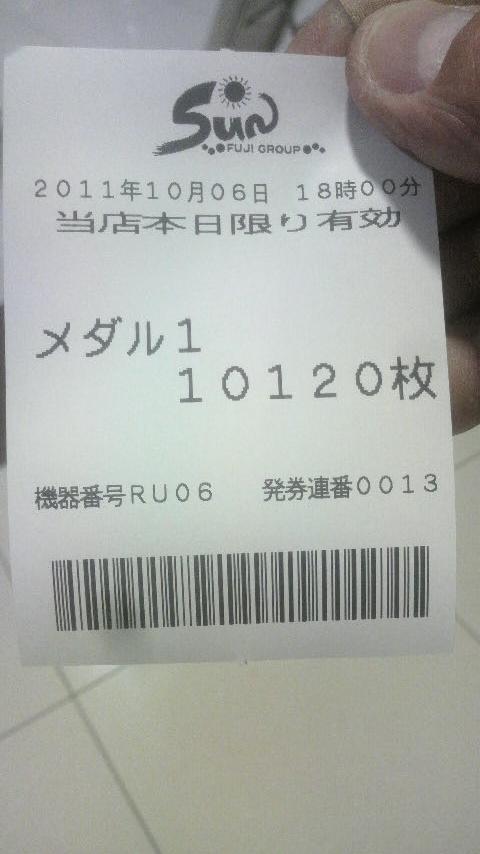 Sun
FUJI GROUP
2011年10月06日 18時00分
当店本日限り有効
メダル1
10120枚
機器番号RU06 発券連番0013